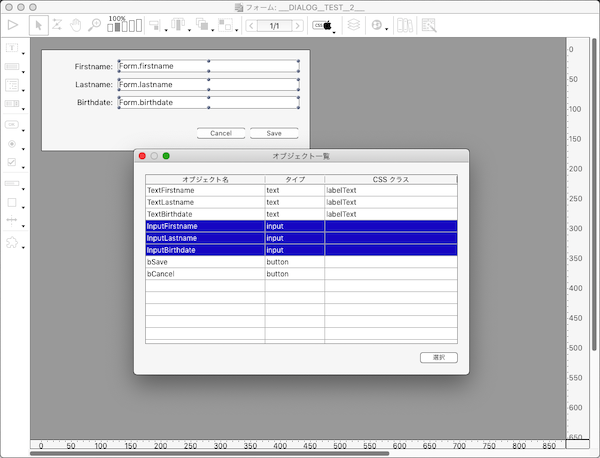 フォーム: __DIALOG__TEST__2__
100%
1/1
CSS
Firstname: Form.firstname
Lastname: Form.lastname
Birthdate: Form.birthdate
Cancel Save
オブジェクト一覧
オブジェクト名 タイプ CSS クラス
TextFirstname text labelText
TextLastname text labelText
TextBirthdate text labelText
InputFirstname input
InputLastname input
InputBirthdate input
bSave button
bCancel button
選択
0
50
100
150
200
250
300
350
400
450
500
550
600
650
0 50 100 150 200 250 300 350 400 450 500 550 600 650 700 750 800 850